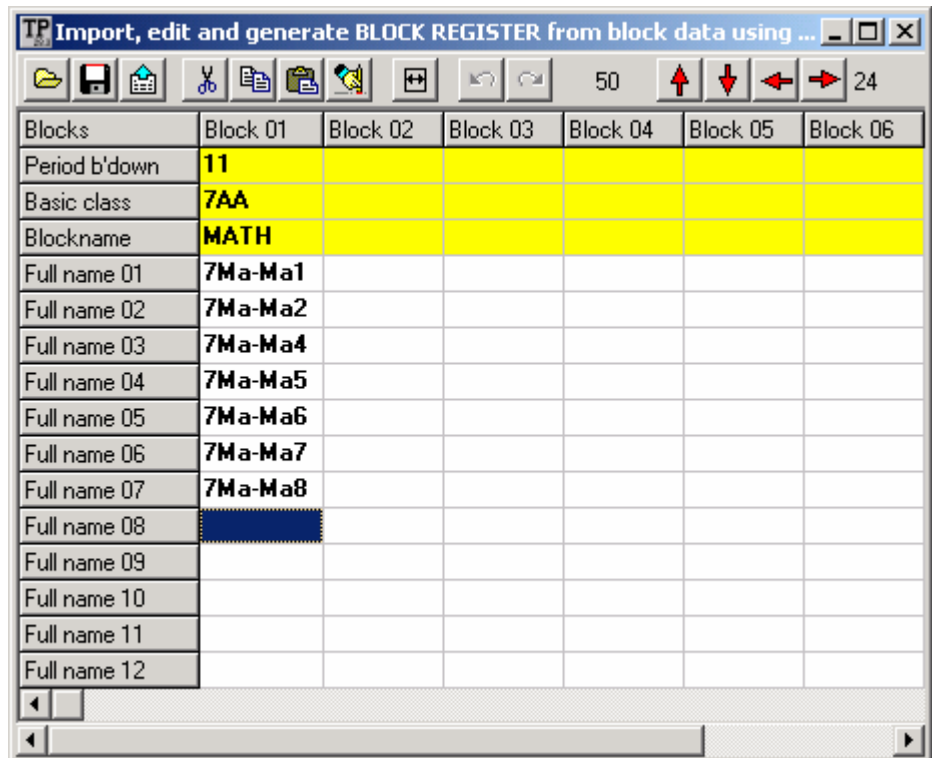 TP Import, edit and generate BLOCK REGISTER from block data using ...
50 24
Blocks Block 01 Block 02 Block 03 Block 04 Block 05 Block 06
Period b'down 11
Basic class 7AA
Blockname MATH
Full name 01 7Ma-Ma1
Full name 02 7Ma-Ma2
Full name 03 7Ma-Ma4
Full name 04 7Ma-Ma5
Full name 05 7Ma-Ma6
Full name 06 7Ma-Ma7
Full name 07 7Ma-Ma8
Full name 08
Full name 09
Full name 10
Full name 11
Full name 12